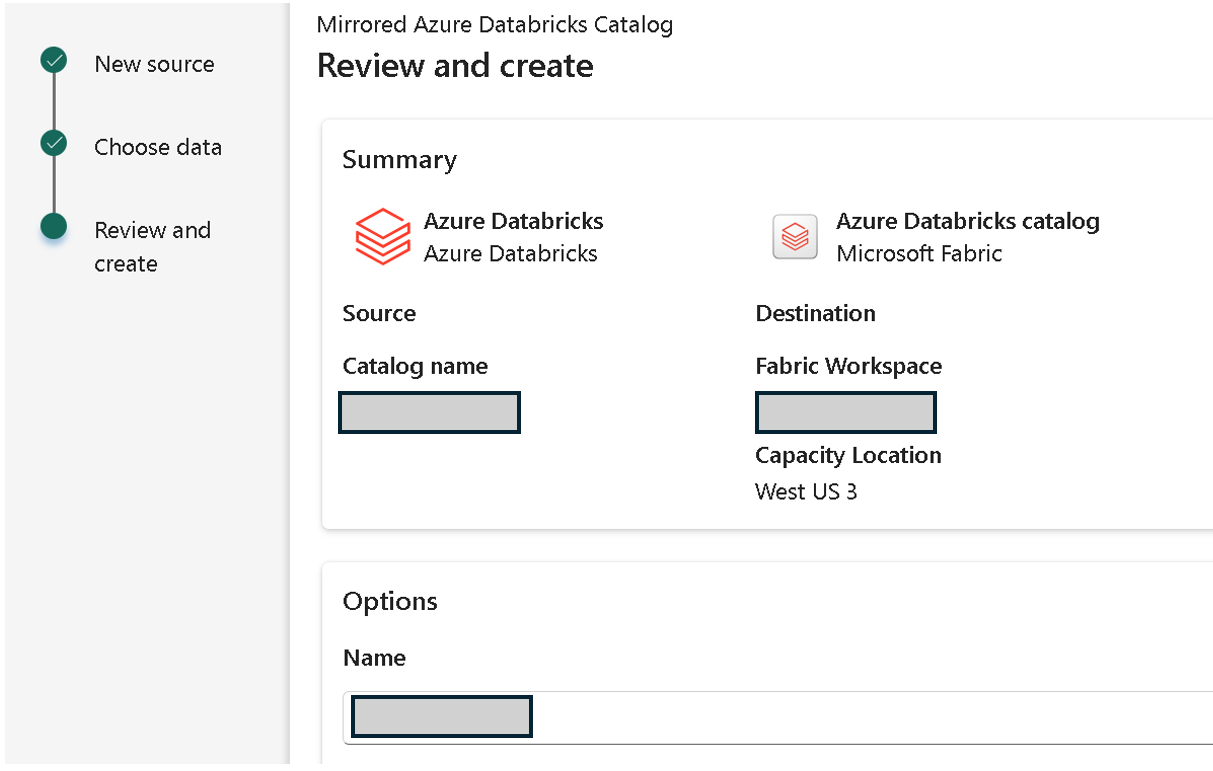 New source
Choose data
Review and
create
Mirrored Azure Databricks Catalog
Review and create
Summary
Azure Databricks
Azure Databricks
Azure Databricks catalog
Microsoft Fabric
Source
Destination
Catalog name
Fabric Workspace
Capacity Location
West US 3
Options
Name